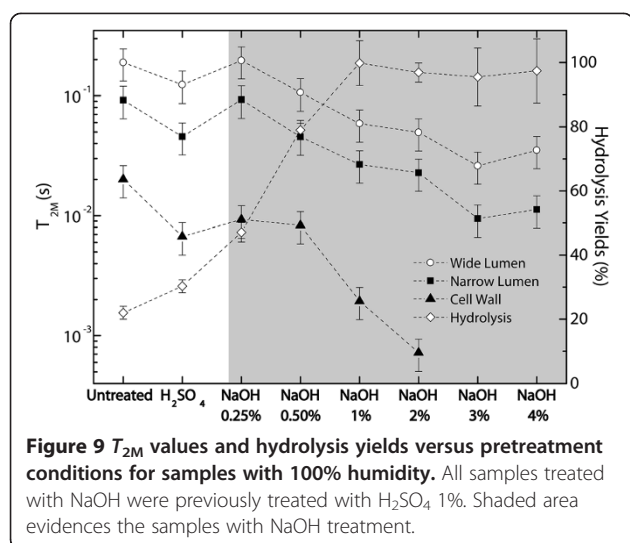 T2M (s)
10⁻¹
10⁻²
10⁻³
100
80
60
40
20
0
Hydrolysis Yields (%)
Wide Lumen
Narrow Lumen
Cell Wall
Hydrolysis
Untreated H2SO4 NaOH NaOH NaOH NaOH NaOH NaOH
0.25% 0.50% 1% 2% 3% 4%
Figure 9 T2M values and hydrolysis yields versus pretreatment
conditions for samples with 100% humidity. All samples treated
with NaOH were previously treated with H2SO4 1%. Shaded area
evidences the samples with NaOH treatment.